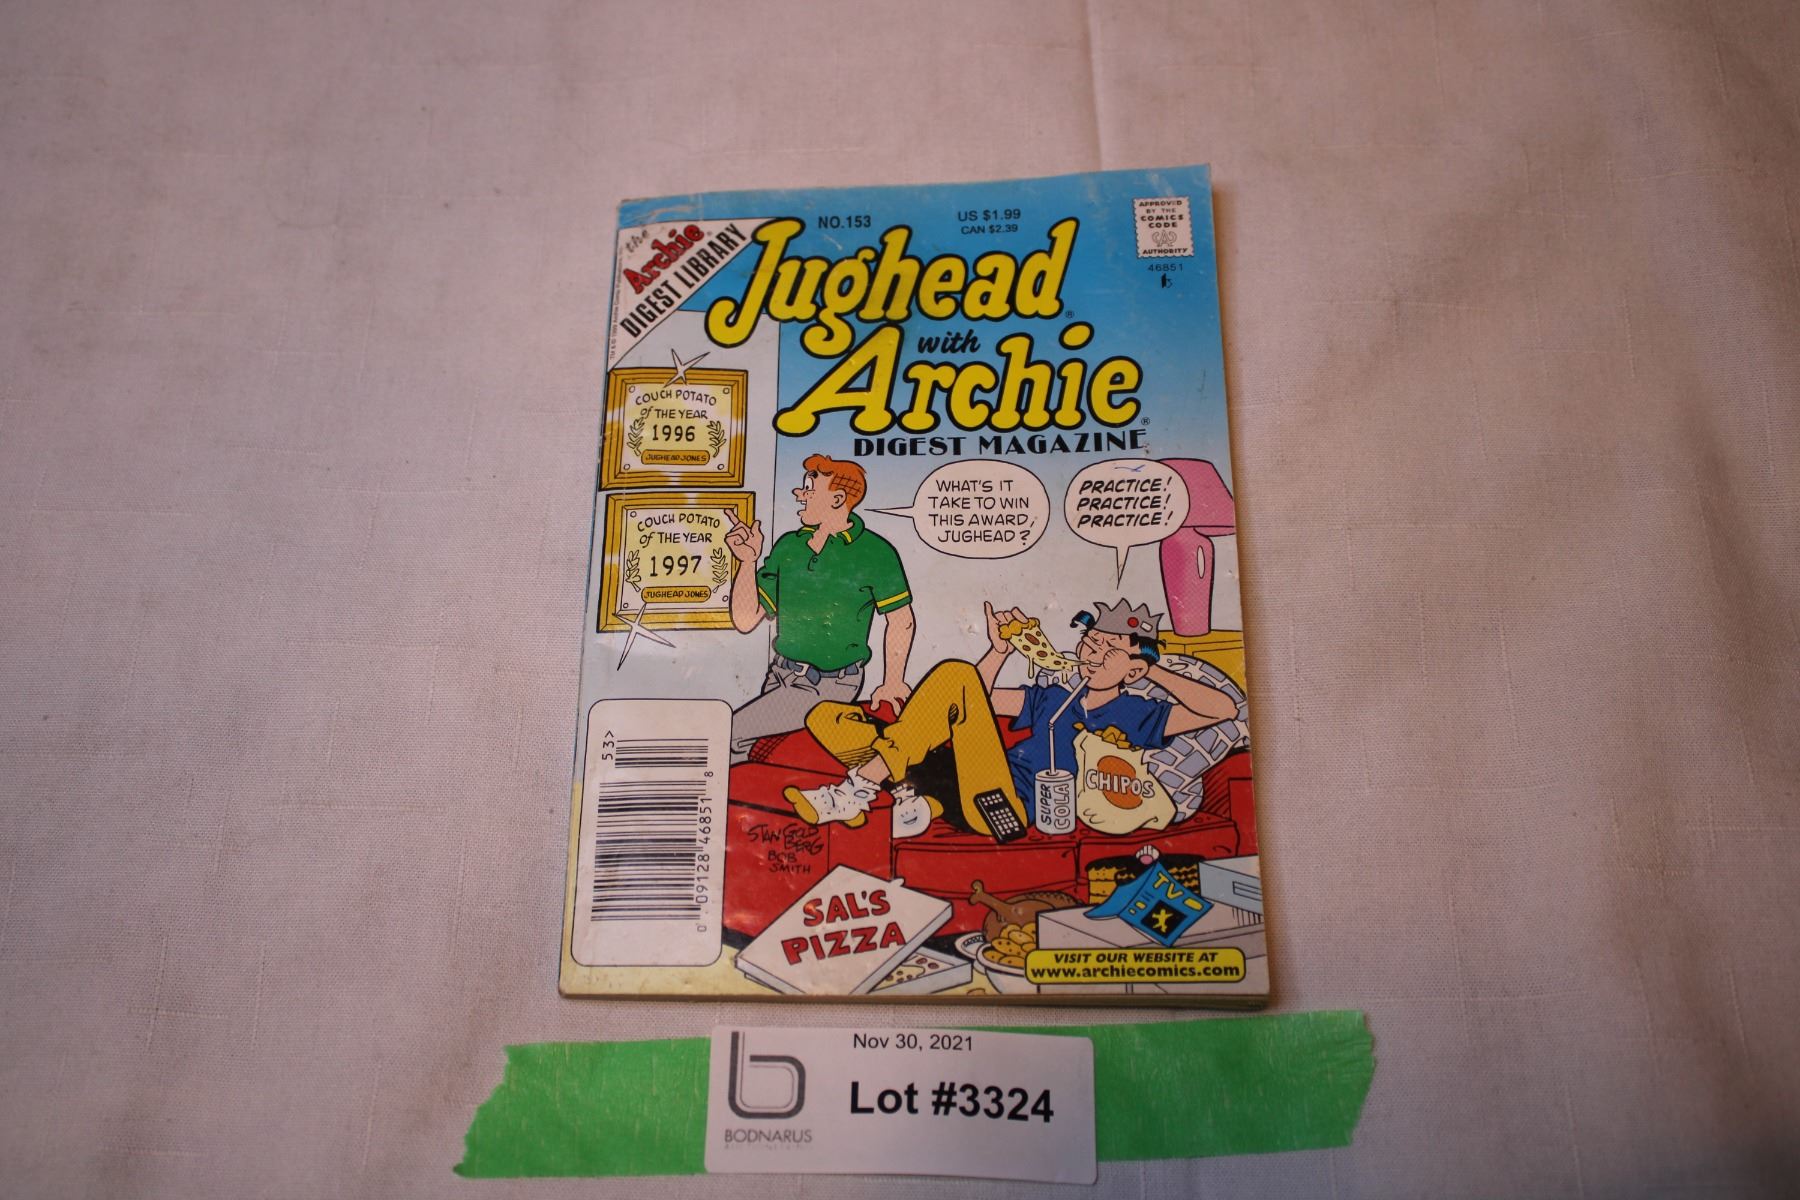 the
Archie
DIGEST LIBRARY
NO.153
US $1.99
CAN $2.39
APPROVED
BY THE
COMICS
CODE
CA
AUTHORITY
46851
Jughead
with
Archie
DIGEST MAGAZINE
COUCH POTATO
of THE YEAR
1996
JUGHEAD JONES
COUCH POTATO
of THE YEAR
1997
JUGHEAD JONES
WHAT'S IT
TAKE TO WIN
THIS AWARD,
JUGHEAD?
PRACTICE!
PRACTICE!
PRACTICE!
53>
0 09128 46851 8
SUPER
COLA
CHIPOS
STAN GOLD
BERG
BOB
SMITH
SAL'S
PIZZA
TV
VISIT OUR WEBSITE AT
www.archiecomics.com
Nov 30, 2021
Lot #3324
b
BODNARUS